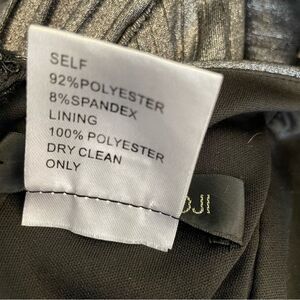 SELF
92%POLYESTER
8%SPANDEX
LINING
100% POLYESTER
DRY CLEAN
ONLY